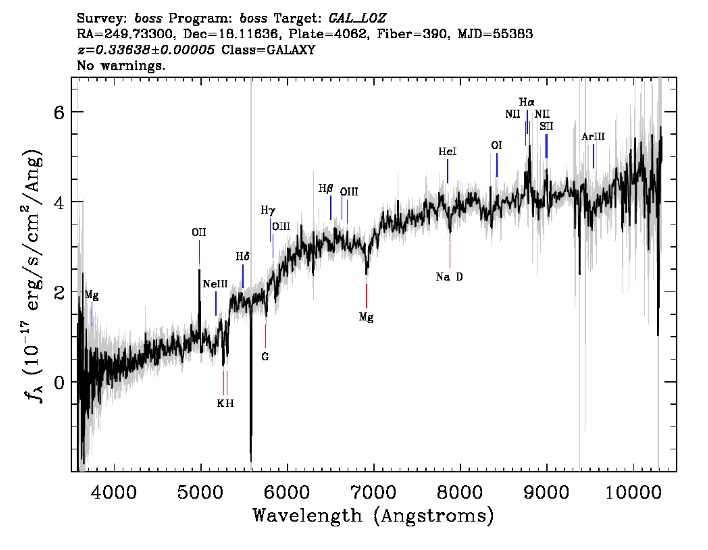 Survey: boss Program: boss Target: GAL_LOZ
RA=249.73300, Dec=18.11636, Plate=4062, Fiber=390, MJD=55383
z=0.33638±0.00005 Class=GALAXY
No warnings.
Hα
NII NII
SII
ArIII
OI
HeI
Hβ OIII
Hγ
OIII
OII
Hδ
NeIII
Mg
Na D
Mg
G
K H
6
4
2
0
f_λ (10^−17 erg/s/cm^2/Ang)
4000 5000 6000 7000 8000 9000 10000
Wavelength (Angstroms)